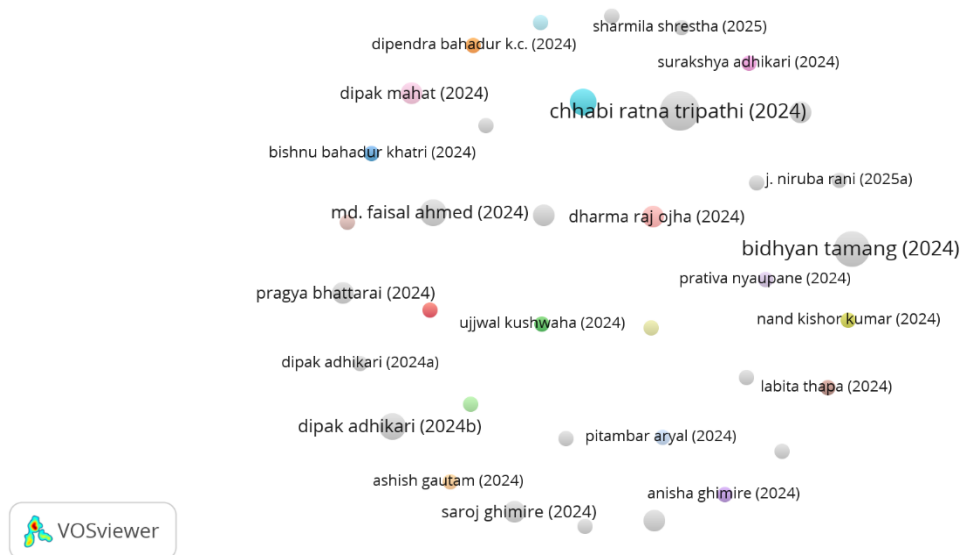 sharmila shrestha (2025)
dipendra bahadur k.c. (2024)
surakshya adhikari (2024)
dipak mahat (2024)
chhabi ratna tripathi (2024)
bishnu bahadur khatri (2024)
j. niruba rani (2025a)
md. faisal ahmed (2024)
dharma raj ojha (2024)
bidhyan tamang (2024)
prativa nyaupane (2024)
pragya bhattarai (2024)
nand kishor kumar (2024)
ujjwal kushwaha (2024)
dipak adhikari (2024a)
labita thapa (2024)
dipak adhikari (2024b)
pitambar aryal (2024)
ashish gautam (2024)
anisha ghimire (2024)
saroj ghimire (2024)
VOSviewer